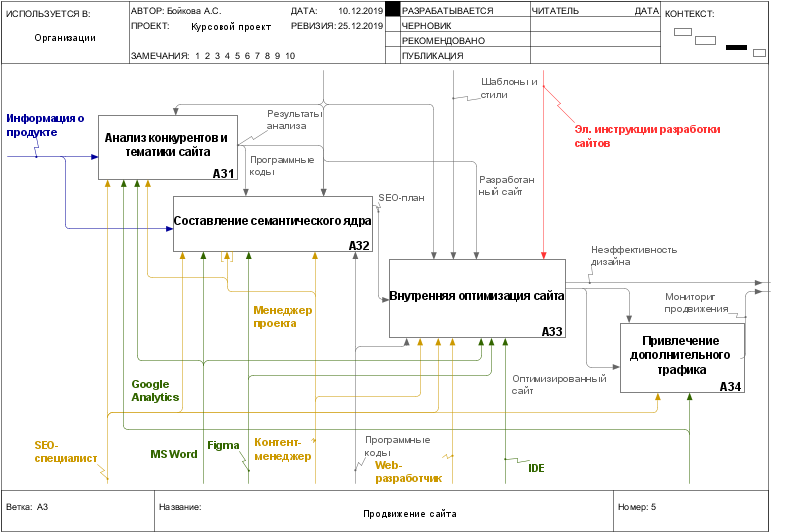 ИСПОЛЬЗУЕТСЯ В:
Организации
АВТОР: Бойкова А.С.
ДАТА: 10.12.2019
ПРОЕКТ: Курсовой проект
РЕВИЗИЯ: 25.12.2019
ЗАМЕЧАНИЯ: 1 2 3 4 5 6 7 8 9 10
РАЗРАБАТЫВАЕТСЯ
ЧЕРНОВИК
РЕКОМЕНДОВАНО
ПУБЛИКАЦИЯ
ЧИТАТЕЛЬ ДАТА
КОНТЕКСТ:
Шаблоны и
стили
Информация о
продукте
Результаты
анализа
Эл. инструкции разработки
сайтов
Анализ конкурентов и
тематики сайта
A31
Программные
коды
Разработан
ный сайт
SEO-план
Составление семантического ядра
A32
Неэффективность
дизайна
Внутренняя оптимизация сайта
A33
Мониториг
продвижения
Менеджер
проекта
Привлечение
дополнительного
трафика
A34
Оптимизированный
сайт
Google
Analytics
SEO-
специалист
MS Word
Figma
Контент-
менеджер
Программные
коды
Web-
разработчик
IDE
Ветка: A3
Название:
Продвижение сайта
Номер: 5